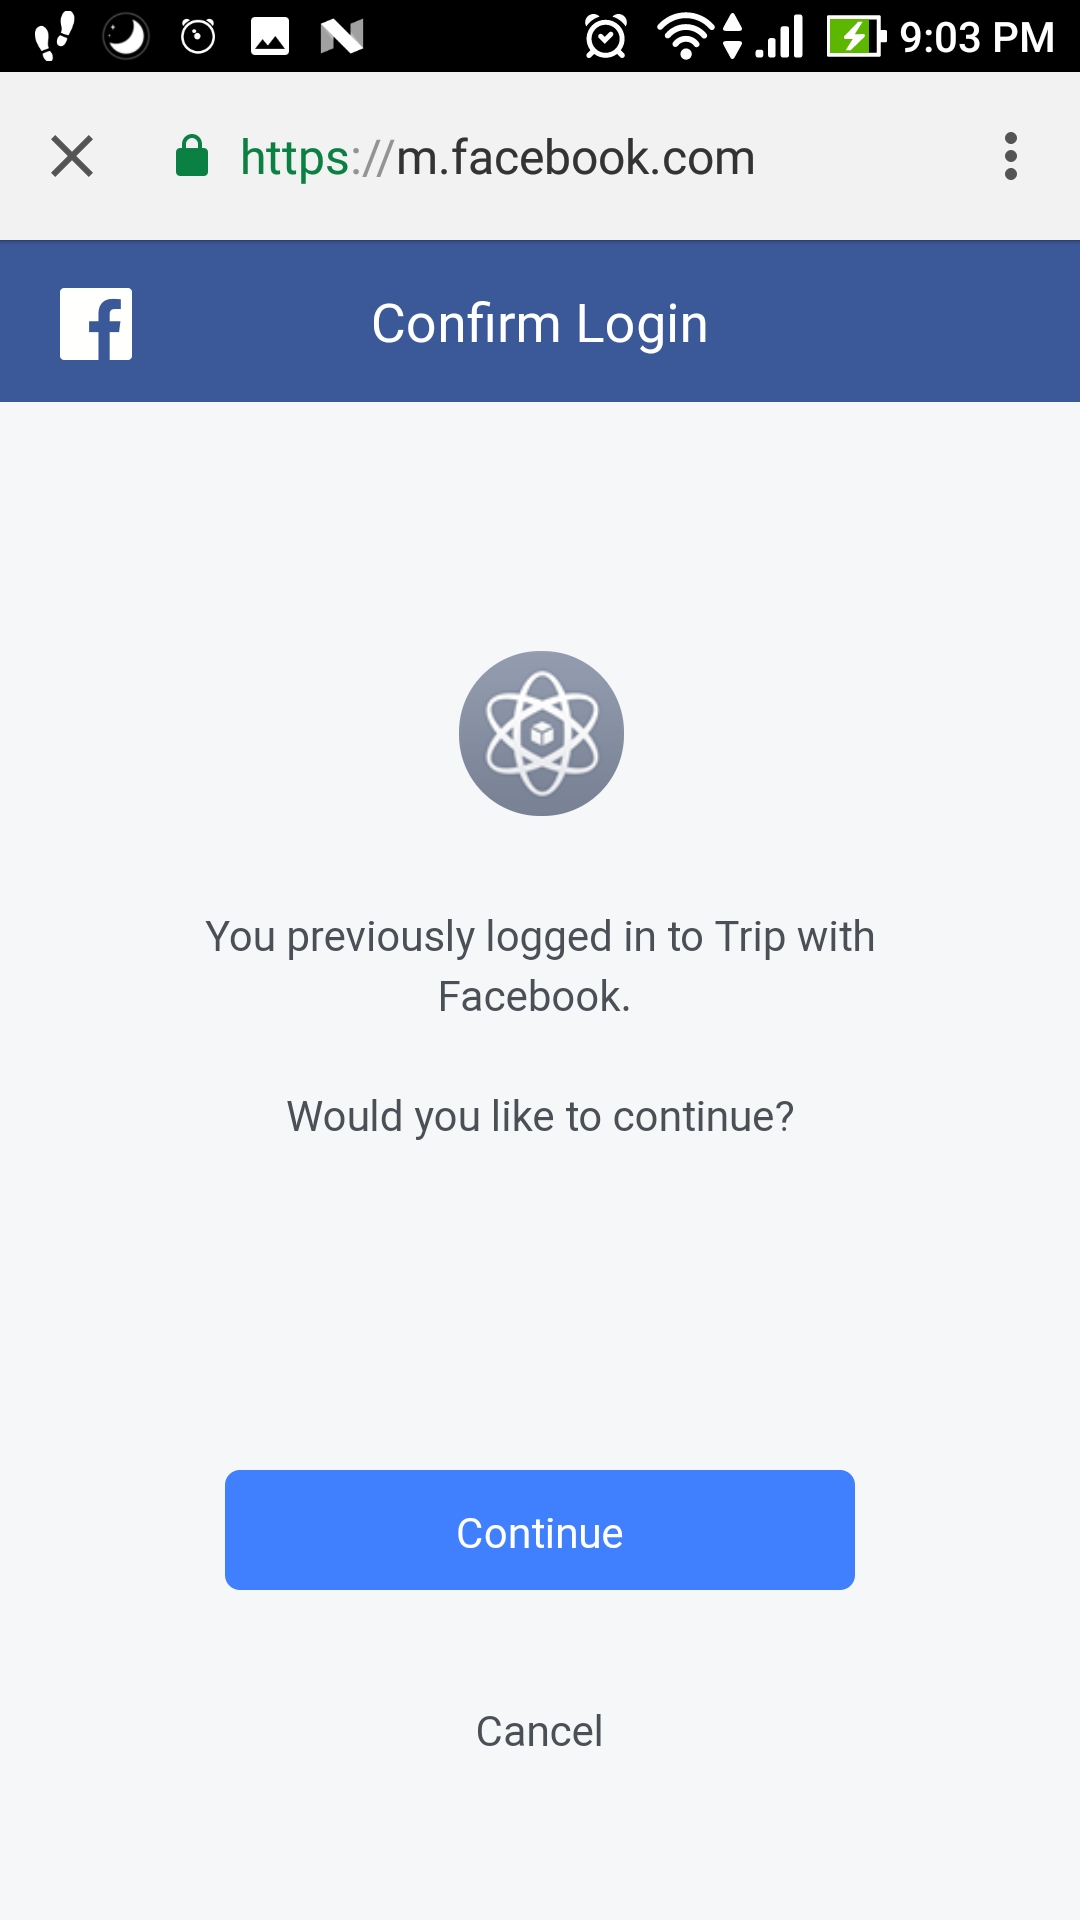 9:03 PM
https://m.facebook.com
Confirm Login
You previously logged in to Trip with
Facebook.
Would you like to continue?
Continue
Cancel